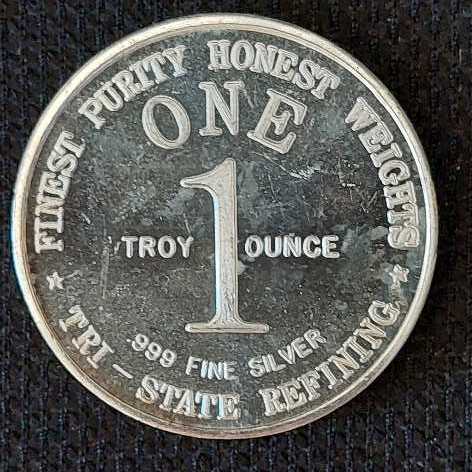 FINEST PURITY HONEST WEIGHTS
ONE
1
TROY OUNCE
.999 FINE SILVER
TRI-STATE REFINING